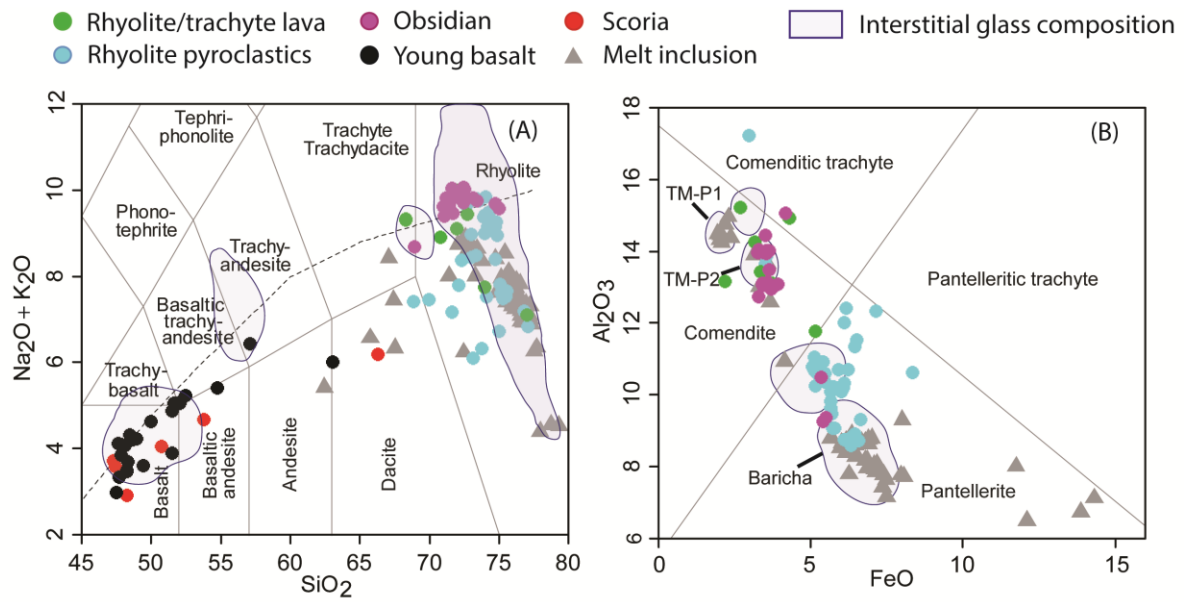 Rhyolite/trachyte lava
Obsidian
Scoria
Interstitial glass composition
Rhyolite pyroclastics
Young basalt
Melt inclusion
(A)
Na2O + K2O
12
10
8
6
4
2
Tephri-
phonolite
Trachyte
Trachydacite
Rhyolite
Phono-
tephrite
Trachy-
andesite
Basaltic
trachy-
andesite
Trachy-
basalt
Basalt
Basaltic
andesite
Andesite
Dacite
45
50
55
60
65
70
75
80
SiO2
(B)
Al2O3
18
16
14
12
10
8
6
Comenditic trachyte
TM-P1
TM-P2
Pantelleritic trachyte
Comendite
Baricha
Pantellerite
0
5
10
15
FeO